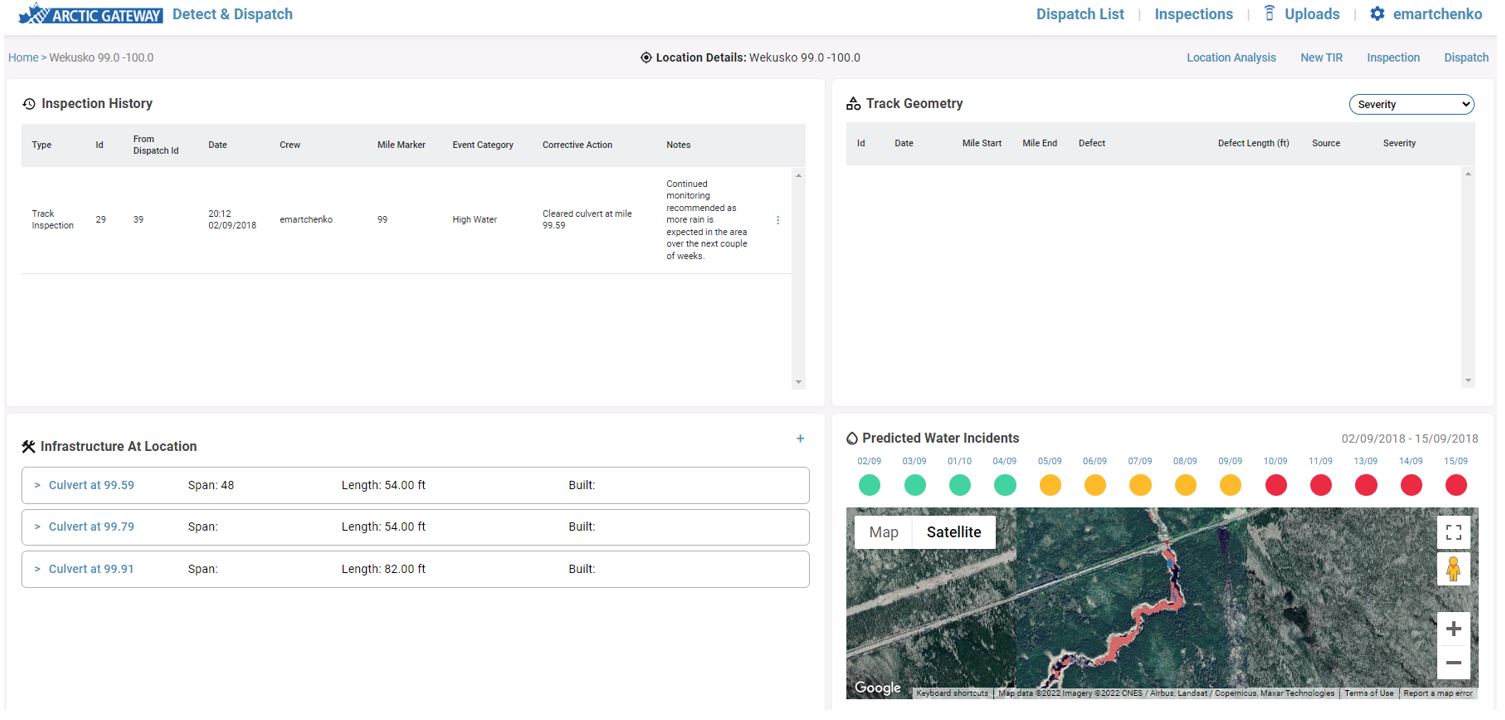 ARCTIC GATEWAY Detect & Dispatch Dispatch List | Inspections | Uploads | emartchenko
Home > Wekusko 99.0 -100.0 Location Details: Wekusko 99.0 -100.0 Location Analysis New TIR Inspection Dispatch
Inspection History
Type Id From Dispatch Id Date Crew Mile Marker Event Category Corrective Action Notes
Track Inspection 29 39 20:12 02/09/2018 emartchenko 99 High Water Cleared culvert at mile 99.59
Continued
monitoring
recommended as
more rain is
expected in the area
over the next couple
of weeks.
Track Geometry Severity
Id Date Mile Start Mile End Defect Defect Length (ft) Source Severity
Infrastructure At Location +
> Culvert at 99.59 Span: 48 Length: 54.00 ft Built:
> Culvert at 99.79 Span: Length: 54.00 ft Built:
> Culvert at 99.91 Span: Length: 82.00 ft Built:
Predicted Water Incidents 02/09/2018 - 15/09/2018
02/09 03/09 01/10 04/09 05/09 06/09 07/09 08/09 09/09 10/09 11/09 13/09 14/09 15/09
Map Satellite
Google Keyboard shortcuts Map data ©2022 Imagery ©2022 CNES / Airbus, Landsat / Copernicus, Maxar Technologies Terms of Use Report a map error